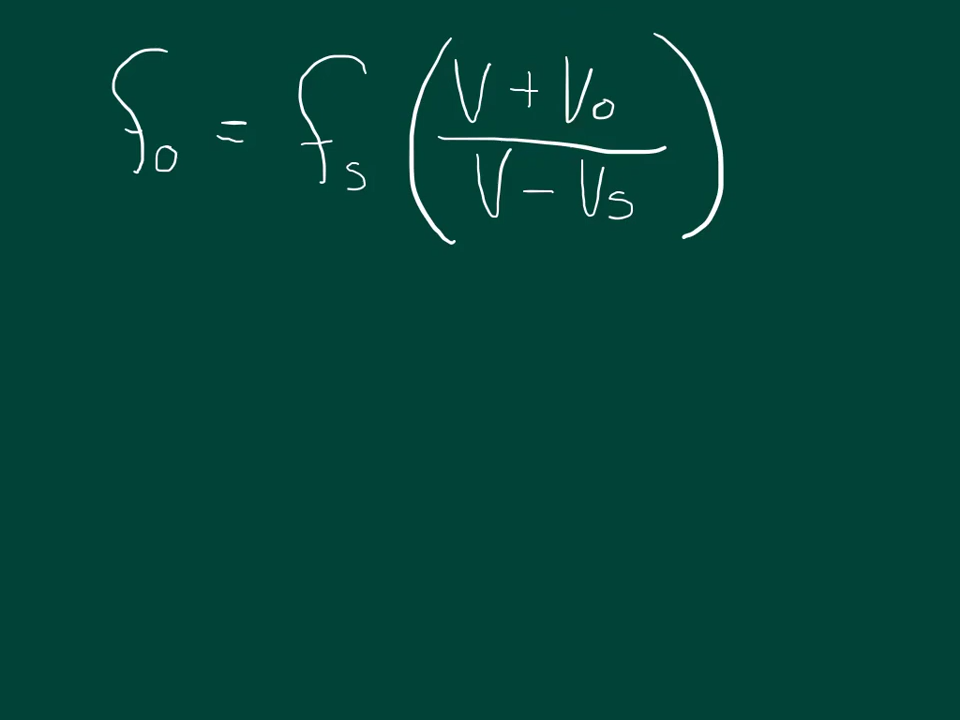 f₀ = fₛ ( (V + V₀) / (V − Vₛ) )